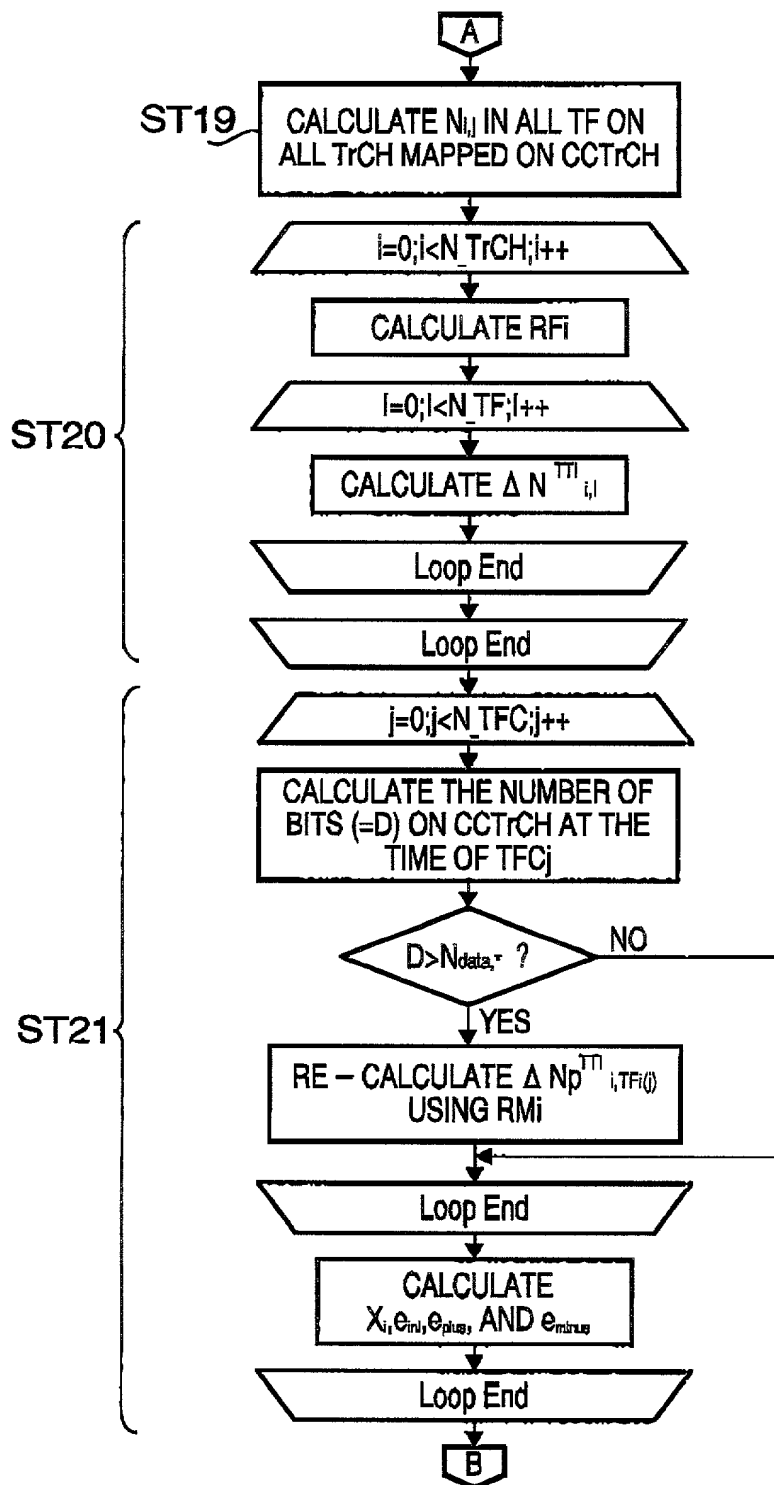 A
ST19
CALCULATE Ni,l IN ALL TF ON
ALL TrCH MAPPED ON CCTrCH
i=0;i<N_TrCH;i++
CALCULATE RFi
l=0;l<N_TF;l++
ST20
CALCULATE Δ N TTI i,l
Loop End
Loop End
j=0;j<N_TFC;j++
CALCULATE THE NUMBER OF
BITS (=D) ON CCTrCH AT THE
TIME OF TFCj
D>Ndata,* ?
NO
YES
ST21
RE – CALCULATE Δ Np TTI i,TFi(j)
USING RMi
Loop End
CALCULATE
Xi,eini,eplus, AND eminus
Loop End
B